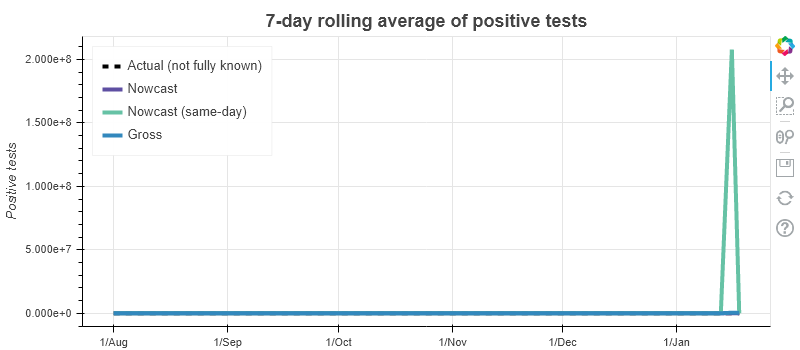 7-day rolling average of positive tests
Actual (not fully known)
Nowcast
Nowcast (same-day)
Gross
Positive tests
2.000e+8
1.500e+8
1.000e+8
5.000e+7
0.000e+0
1/Aug
1/Sep
1/Oct
1/Nov
1/Dec
1/Jan